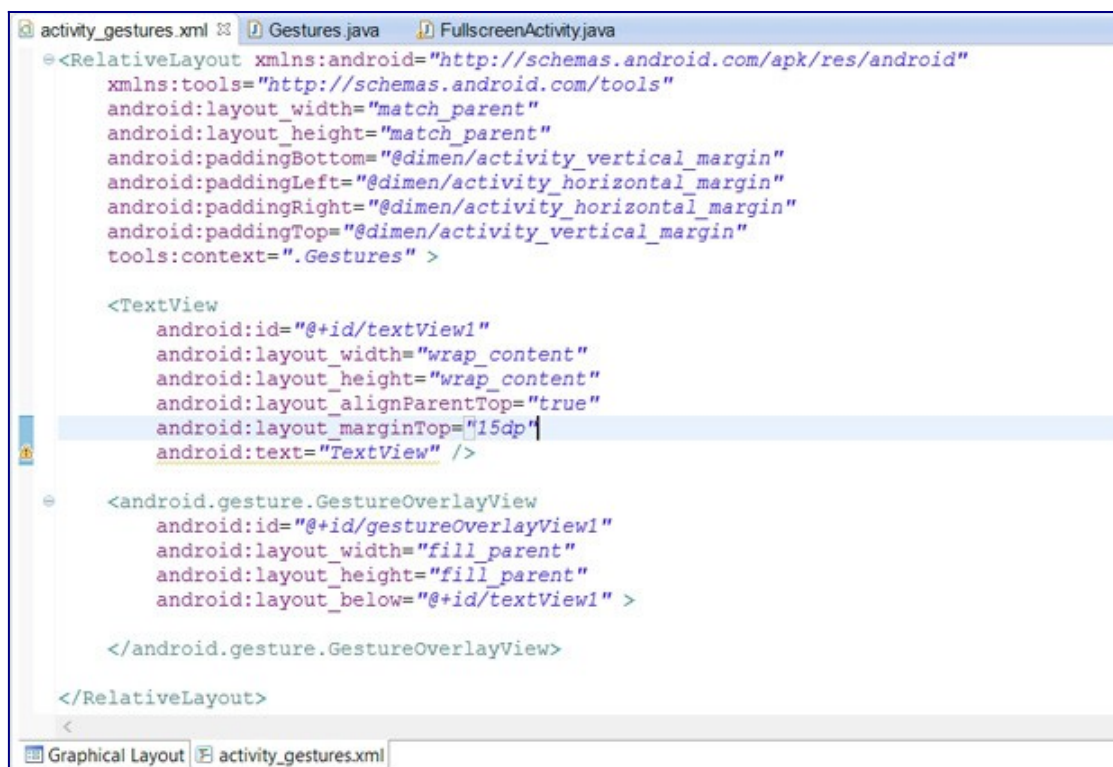 activity_gestures.xml Gestures.java FullscreenActivity.java
<RelativeLayout xmlns:android="http://schemas.android.com/apk/res/android"
    xmlns:tools="http://schemas.android.com/tools"
    android:layout_width="match_parent"
    android:layout_height="match_parent"
    android:paddingBottom="@dimen/activity_vertical_margin"
    android:paddingLeft="@dimen/activity_horizontal_margin"
    android:paddingRight="@dimen/activity_horizontal_margin"
    android:paddingTop="@dimen/activity_vertical_margin"
    tools:context=".Gestures" >
    <TextView
        android:id="@+id/textView1"
        android:layout_width="wrap_content"
        android:layout_height="wrap_content"
        android:layout_alignParentTop="true"
        android:layout_marginTop="15dp"
        android:text="TextView" />
    <android.gesture.GestureOverlayView
        android:id="@+id/gestureOverlayView1"
        android:layout_width="fill_parent"
        android:layout_height="fill_parent"
        android:layout_below="@+id/textView1" >
    </android.gesture.GestureOverlayView>
</RelativeLayout>
Graphical Layout activity_gestures.xml